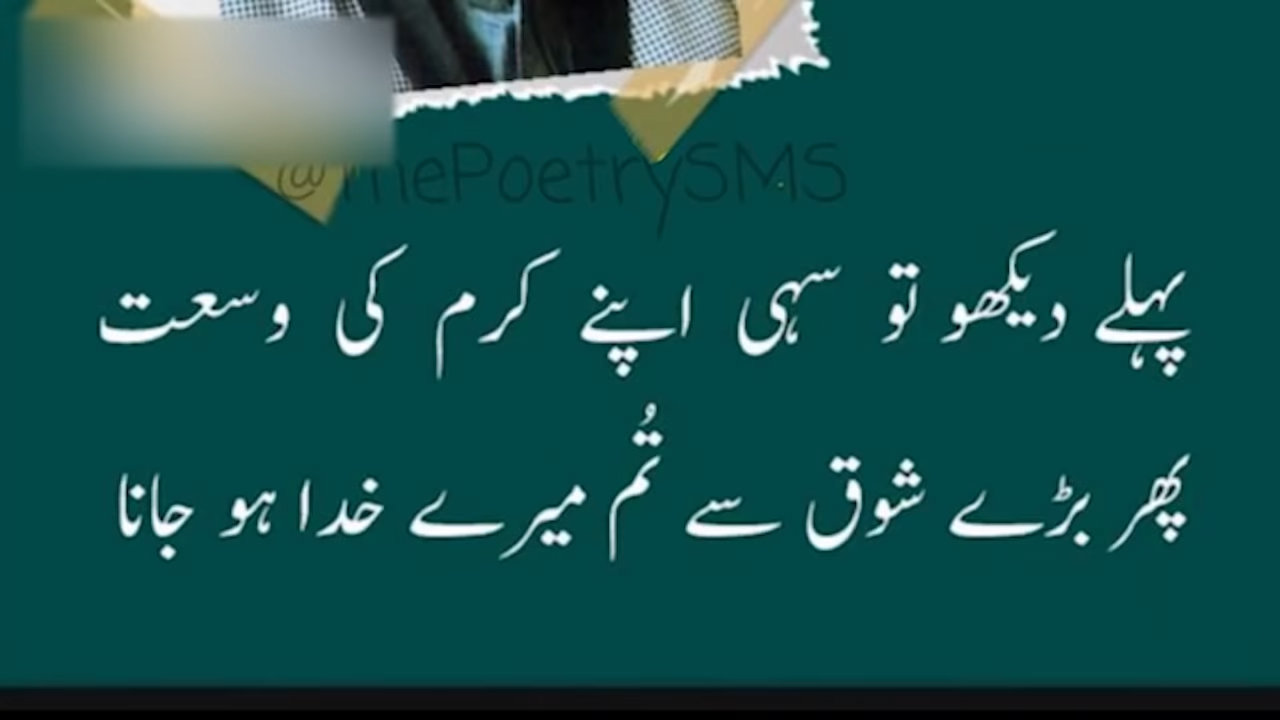 @ThePoetrySMS
پہلے دیکھو تو سہی اپنے کرم کی وسعت
پھر بڑے شوق سے تُم میرے خدا ہو جانا